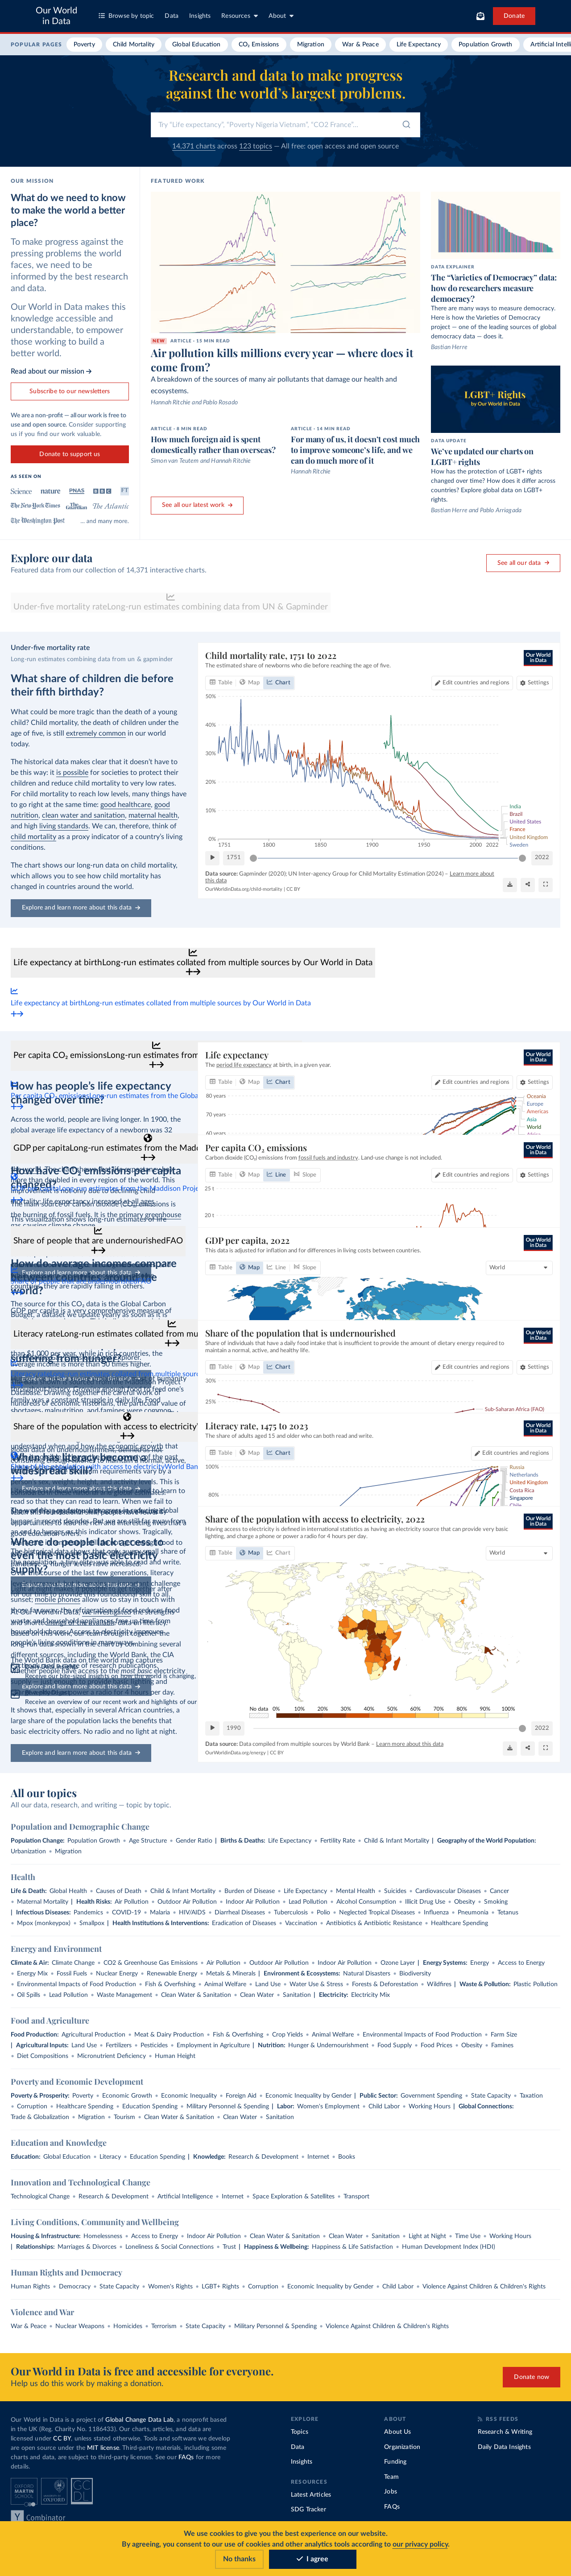 Our World
in Data
Browse by topic
Data
Insights
Resources
About
Donate
POPULAR PAGES
Poverty
Child Mortality
Global Education
CO₂ Emissions
Migration
War & Peace
Life Expectancy
Population Growth
Artificial Intelli
Research and data to make progress
against the world's largest problems.
Try "Life expectancy", "Poverty Nigeria Vietnam", "CO2 France"...
14,371 charts across 123 topics — All free: open access and open source
OUR MISSION
What do we need to know
to make the world a better
place?
To make progress against the
pressing problems the world
faces, we need to be
informed by the best research
and data.
Our World in Data makes this
knowledge accessible and
understandable, to empower
those working to build a
better world.
Read about our mission →
Subscribe to our newsletters
We are a non-profit — all our work is free to
use and open source. Consider supporting
us if you find our work valuable.
Donate to support us
AS SEEN ON
Science
nature
PNAS
BBC
FT
The New York Times
The Guardian
The Atlantic
The Washington Post
... and many more.
FEATURED WORK
NEW ARTICLE · 15 MIN READ
Air pollution kills millions every year — where does it
come from?
A breakdown of the sources of many air pollutants that damage our health and
ecosystems.
Hannah Ritchie and Pablo Rosado
ARTICLE · 8 MIN READ
How much foreign aid is spent
domestically rather than overseas?
Simon van Teutem and Hannah Ritchie
ARTICLE · 14 MIN READ
For many of us, it doesn't cost much
to improve someone's life, and we
can do much more of it
Hannah Ritchie
See all our latest work →
DATA EXPLAINER
The "Varieties of Democracy" data:
how do researchers measure
democracy?
There are many ways to measure democracy.
Here is how the Varieties of Democracy
project — one of the leading sources of global
democracy data — does it.
Bastian Herre
LGBT+ Rights
by Our World in Data
DATA UPDATE
We've updated our charts on
LGBT+ rights
How has the protection of LGBT+ rights
changed over time? How does it differ across
countries? Explore global data on LGBT+
rights.
Bastian Herre and Pablo Arriagada
Explore our data
Featured data from our collection of 14,371 interactive charts.
See all our data →
Under-five mortality rateLong-run estimates combining data from UN & Gapminder
Under-five mortality rate
Long-run estimates combining data from un & gapminder
What share of children die before
their fifth birthday?
What could be more tragic than the death of a young
child? Child mortality, the death of children under the
age of five, is still extremely common in our world
today.
The historical data makes clear that it doesn't have to
be this way: it is possible for societies to protect their
children and reduce child mortality to very low rates.
For child mortality to reach low levels, many things have
to go right at the same time: good healthcare, good
nutrition, clean water and sanitation, maternal health,
and high living standards. We can, therefore, think of
child mortality as a proxy indicator of a country's living
conditions.
The chart shows our long-run data on child mortality,
which allows you to see how child mortality has
changed in countries around the world.
Explore and learn more about this data →
Child mortality rate, 1751 to 2022
The estimated share of newborns who die before reaching the age of five.
Our World
in Data
Table
Map
Chart
Edit countries and regions
Settings
50%
40%
30%
20%
10%
0%
1751
1800
1850
1900
1950
2000
2022
India
Brazil
United States
France
United Kingdom
Sweden
1751
2022
Data source: Gapminder (2020); UN Inter-agency Group for Child Mortality Estimation (2024) – Learn more about
this data
OurWorldinData.org/child-mortality | CC BY
Life expectancy at birthLong-run estimates collated from multiple sources by Our World in Data
Life expectancy at birthLong-run estimates collated from multiple sources by Our World in Data
Per capita CO₂ emissionsLong-run estimates from
Per capita CO₂ emissionsLong-run estimates from the Global
How has people's life expectancy
changed over time?
Across the world, people are living longer. In 1900, the
global average life expectancy of a newborn was 32
GDP per capitaLong-run estimates from the Madd
How have CO₂ emissions per capita
changed?
Share of people that are undernourishedFAO
How do average incomes compare
between countries around the
world?
Literacy rateLong-run estimates collated from mu
suffering from hunger?
Share of the population with access to electricity
When has literacy become a
widespread skill?
Where do people lack access to
even the most basic electricity
supply?
It shows that, especially in several African countries, a
large share of the population lacks the benefits that
basic electricity offers. No radio and no light at night.
Explore and learn more about this data →
Life expectancy
The period life expectancy at birth, in a given year.
Our World
in Data
Table
Map
Chart
Edit countries and regions
Settings
80 years
70 years
60 years
Oceania
Europe
Americas
Asia
World
Per capita CO₂ emissions
Carbon dioxide (CO₂) emissions from fossil fuels and industry. Land-use change is not included.
Our World
in Data
Table
Map
Line
Slope
Edit countries and regions
Settings
25 t
20 t
GDP per capita, 2022
This data is adjusted for inflation and for differences in living costs between countries.
Our World
in Data
Table
Map
Line
Slope
World
Share of the population that is undernourished
Share of individuals that have a daily food intake that is insufficient to provide the amount of dietary energy required to
maintain a normal, active, and healthy life.
Our World
in Data
Table
Map
Chart
Edit countries and regions
Settings
30%
25%
Sub-Saharan Africa (FAO)
Literacy rate, 1475 to 2023
The share of adults aged 15 and older who can both read and write.
Our World
in Data
Table
Map
Chart
Edit countries and regions
100%
80%
Russia
Netherlands
United Kingdom
Costa Rica
Singapore
Chile
Share of the population with access to electricity, 2022
Having access to electricity is defined in international statistics as having an electricity source that can provide very basic
lighting, and can charge a phone or power a radio for 4 hours per day.
Our World
in Data
Table
Map
Chart
World
No data
0%
10%
20%
30%
40%
50%
60%
70%
80%
90%
100%
1990
2022
Data source: Data compiled from multiple sources by World Bank – Learn more about this data
OurWorldinData.org/energy | CC BY
All our topics
All our data, research, and writing — topic by topic.
Population and Demographic Change
Population Change: Population Growth • Age Structure • Gender Ratio | Births & Deaths: Life Expectancy • Fertility Rate • Child & Infant Mortality | Geography of the World Population:
Urbanization • Migration
Health
Life & Death: Global Health • Causes of Death • Child & Infant Mortality • Burden of Disease • Life Expectancy • Mental Health • Suicides • Cardiovascular Diseases • Cancer
• Maternal Mortality | Health Risks: Air Pollution • Outdoor Air Pollution • Indoor Air Pollution • Lead Pollution • Alcohol Consumption • Illicit Drug Use • Obesity • Smoking
| Infectious Diseases: Pandemics • COVID-19 • Malaria • HIV/AIDS • Diarrheal Diseases • Tuberculosis • Polio • Neglected Tropical Diseases • Influenza • Pneumonia • Tetanus
• Mpox (monkeypox) • Smallpox | Health Institutions & Interventions: Eradication of Diseases • Vaccination • Antibiotics & Antibiotic Resistance • Healthcare Spending
Energy and Environment
Climate & Air: Climate Change • CO2 & Greenhouse Gas Emissions • Air Pollution • Outdoor Air Pollution • Indoor Air Pollution • Ozone Layer | Energy Systems: Energy • Access to Energy
• Energy Mix • Fossil Fuels • Nuclear Energy • Renewable Energy • Metals & Minerals | Environment & Ecosystems: Natural Disasters • Biodiversity
• Environmental Impacts of Food Production • Fish & Overfishing • Animal Welfare • Land Use • Water Use & Stress • Forests & Deforestation • Wildfires | Waste & Pollution: Plastic Pollution
• Oil Spills • Lead Pollution • Waste Management • Clean Water & Sanitation • Clean Water • Sanitation | Electricity: Electricity Mix
Food and Agriculture
Food Production: Agricultural Production • Meat & Dairy Production • Fish & Overfishing • Crop Yields • Animal Welfare • Environmental Impacts of Food Production • Farm Size
| Agricultural Inputs: Land Use • Fertilizers • Pesticides • Employment in Agriculture | Nutrition: Hunger & Undernourishment • Food Supply • Food Prices • Obesity • Famines
• Diet Compositions • Micronutrient Deficiency • Human Height
Poverty and Economic Development
Poverty & Prosperity: Poverty • Economic Growth • Economic Inequality • Foreign Aid • Economic Inequality by Gender | Public Sector: Government Spending • State Capacity • Taxation
• Corruption • Healthcare Spending • Education Spending • Military Personnel & Spending | Labor: Women's Employment • Child Labor • Working Hours | Global Connections:
Trade & Globalization • Migration • Tourism • Clean Water & Sanitation • Clean Water • Sanitation
Education and Knowledge
Education: Global Education • Literacy • Education Spending | Knowledge: Research & Development • Internet • Books
Innovation and Technological Change
Technological Change • Research & Development • Artificial Intelligence • Internet • Space Exploration & Satellites • Transport
Living Conditions, Community and Wellbeing
Housing & Infrastructure: Homelessness • Access to Energy • Indoor Air Pollution • Clean Water & Sanitation • Clean Water • Sanitation • Light at Night • Time Use • Working Hours
| Relationships: Marriages & Divorces • Loneliness & Social Connections • Trust | Happiness & Wellbeing: Happiness & Life Satisfaction • Human Development Index (HDI)
Human Rights and Democracy
Human Rights • Democracy • State Capacity • Women's Rights • LGBT+ Rights • Corruption • Economic Inequality by Gender • Child Labor • Violence Against Children & Children's Rights
Violence and War
War & Peace • Nuclear Weapons • Homicides • Terrorism • State Capacity • Military Personnel & Spending • Violence Against Children & Children's Rights
Our World in Data is free and accessible for everyone.
Help us do this work by making a donation.
Donate now
Our World in Data is a project of Global Change Data Lab, a nonprofit based
in the UK (Reg. Charity No. 1186433). Our charts, articles, and data are
licensed under CC BY, unless stated otherwise. Tools and software we develop
are under the MIT license. Third-party materials, including some
charts and data, are subject to third-party licenses. See our FAQs for more
details.
OXFORD
MARTIN
SCHOOL
UNIVERSITY OF
OXFORD
GC
DL
Y Combinator
EXPLORE
Topics
Data
Insights
RESOURCES
Latest Articles
SDG Tracker
ABOUT
About Us
Organization
Funding
Team
Jobs
FAQs
RSS FEEDS
Research & Writing
Daily Data Insights
We use cookies to give you the best experience on our website.
By agreeing, you consent to our use of cookies and other analytics tools according to our privacy policy.
No thanks
I agree